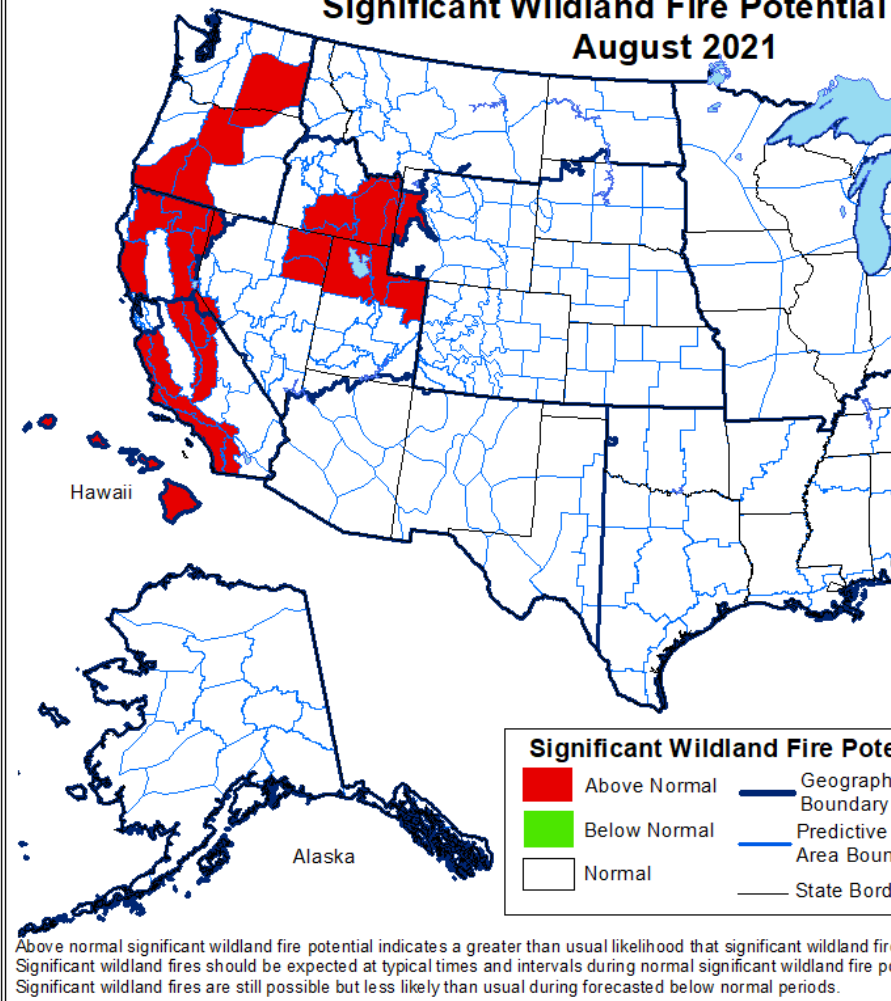 Significant Wildland Fire Potential
August 2021
Hawaii
Alaska
Significant Wildland Fire Pote
Above Normal
Below Normal
Normal
Geograph
Boundary
Predictive
Area Boun
State Bord
Above normal significant wildland fire potential indicates a greater than usual likelihood that significant wildland fir
Significant wildland fires should be expected at typical times and intervals during normal significant wildland fire p
Significant wildland fires are still possible but less likely than usual during forecasted below normal periods.